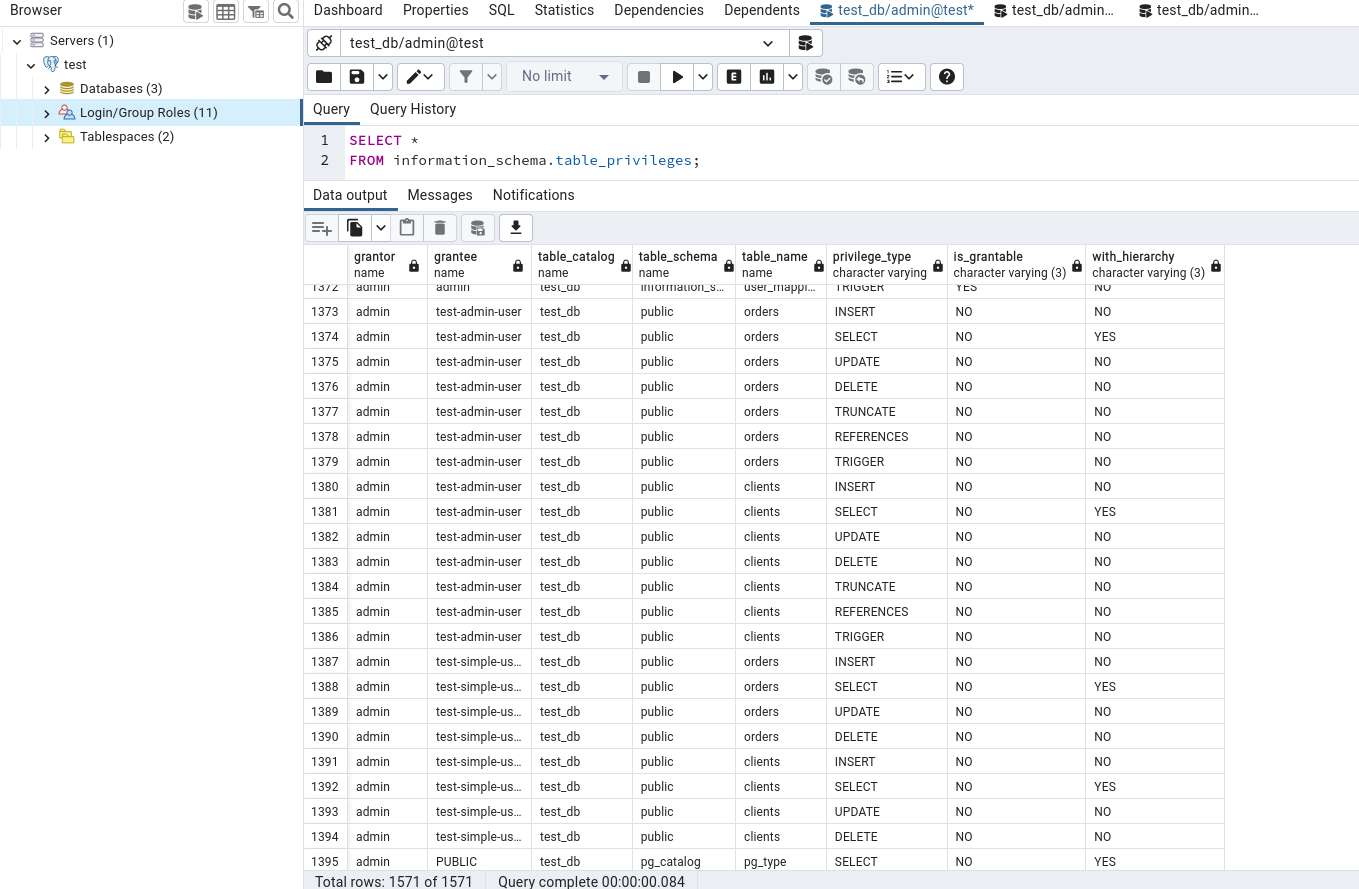 Browser
Dashboard Properties SQL Statistics Dependencies Dependents test_db/admin@test* test_db/admin... test_db/admin...
Servers (1)
test
Databases (3)
Login/Group Roles (11)
Tablespaces (2)
test_db/admin@test
No limit
E
Query Query History
1 SELECT *
2 FROM information_schema.table_privileges;
Data output Messages Notifications
grantor grantee table_catalog table_schema table_name privilege_type is_grantable with_hierarchy
name name name name name character varying character varying (3) character varying (3)
1372 admin admin test_db information_s... user_mappi... TRIGGER YES NO
1373 admin test-admin-user test_db public orders INSERT NO NO
1374 admin test-admin-user test_db public orders SELECT NO YES
1375 admin test-admin-user test_db public orders UPDATE NO NO
1376 admin test-admin-user test_db public orders DELETE NO NO
1377 admin test-admin-user test_db public orders TRUNCATE NO NO
1378 admin test-admin-user test_db public orders REFERENCES NO NO
1379 admin test-admin-user test_db public orders TRIGGER NO NO
1380 admin test-admin-user test_db public clients INSERT NO NO
1381 admin test-admin-user test_db public clients SELECT NO YES
1382 admin test-admin-user test_db public clients UPDATE NO NO
1383 admin test-admin-user test_db public clients DELETE NO NO
1384 admin test-admin-user test_db public clients TRUNCATE NO NO
1385 admin test-admin-user test_db public clients REFERENCES NO NO
1386 admin test-admin-user test_db public clients TRIGGER NO NO
1387 admin test-simple-us... test_db public orders INSERT NO NO
1388 admin test-simple-us... test_db public orders SELECT NO YES
1389 admin test-simple-us... test_db public orders UPDATE NO NO
1390 admin test-simple-us... test_db public orders DELETE NO NO
1391 admin test-simple-us... test_db public clients INSERT NO NO
1392 admin test-simple-us... test_db public clients SELECT NO YES
1393 admin test-simple-us... test_db public clients UPDATE NO NO
1394 admin test-simple-us... test_db public clients DELETE NO NO
1395 admin PUBLIC test_db pg_catalog pg_type SELECT NO YES
Total rows: 1571 of 1571 Query complete 00:00:00.084